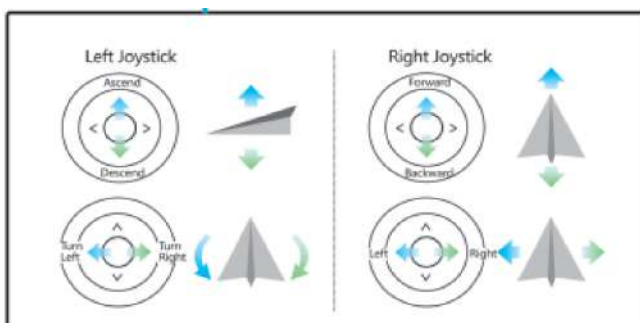 Left Joystick
Ascend
Descend
Turn
Left
Turn
Right
Right Joystick
Forward
Backward
Left
Right